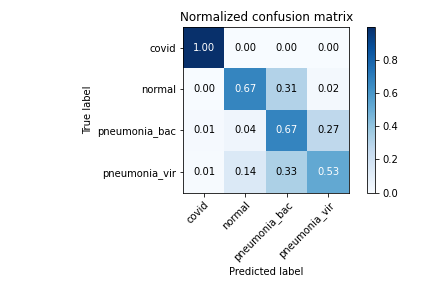 Normalized confusion matrix
covid 1.00 0.00 0.00 0.00
normal 0.00 0.67 0.31 0.02
pneumonia_bac 0.01 0.04 0.67 0.27
pneumonia_vir 0.01 0.14 0.33 0.53
True label
covid normal pneumonia_bac pneumonia_vir
Predicted label
0.8
0.6
0.4
0.2
0.0